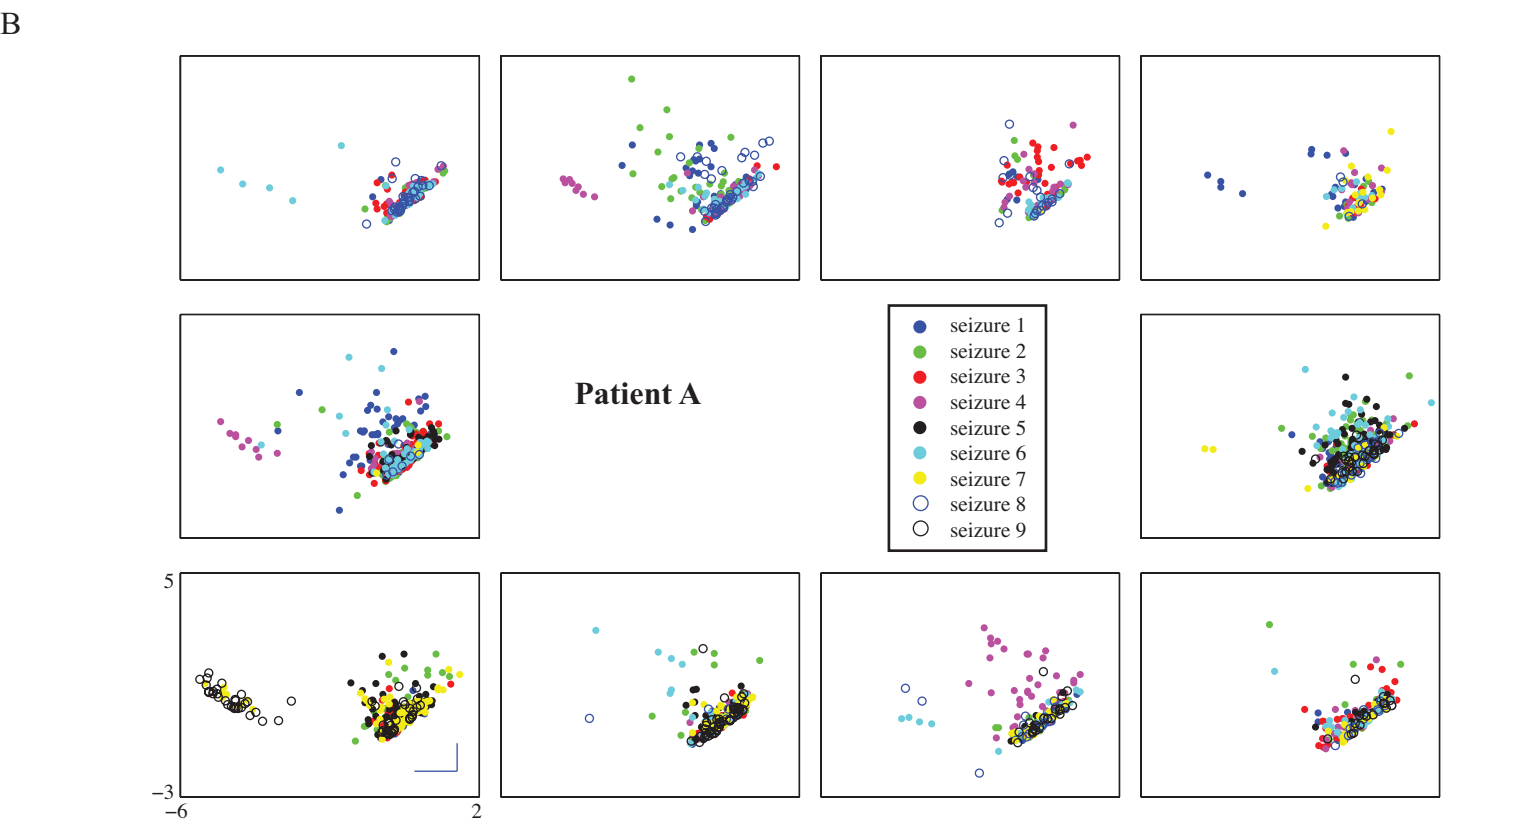 B
seizure 1
seizure 2
seizure 3
Patient A
seizure 4
seizure 5
seizure 6
seizure 7
seizure 8
seizure 9
5
−3
−6
2